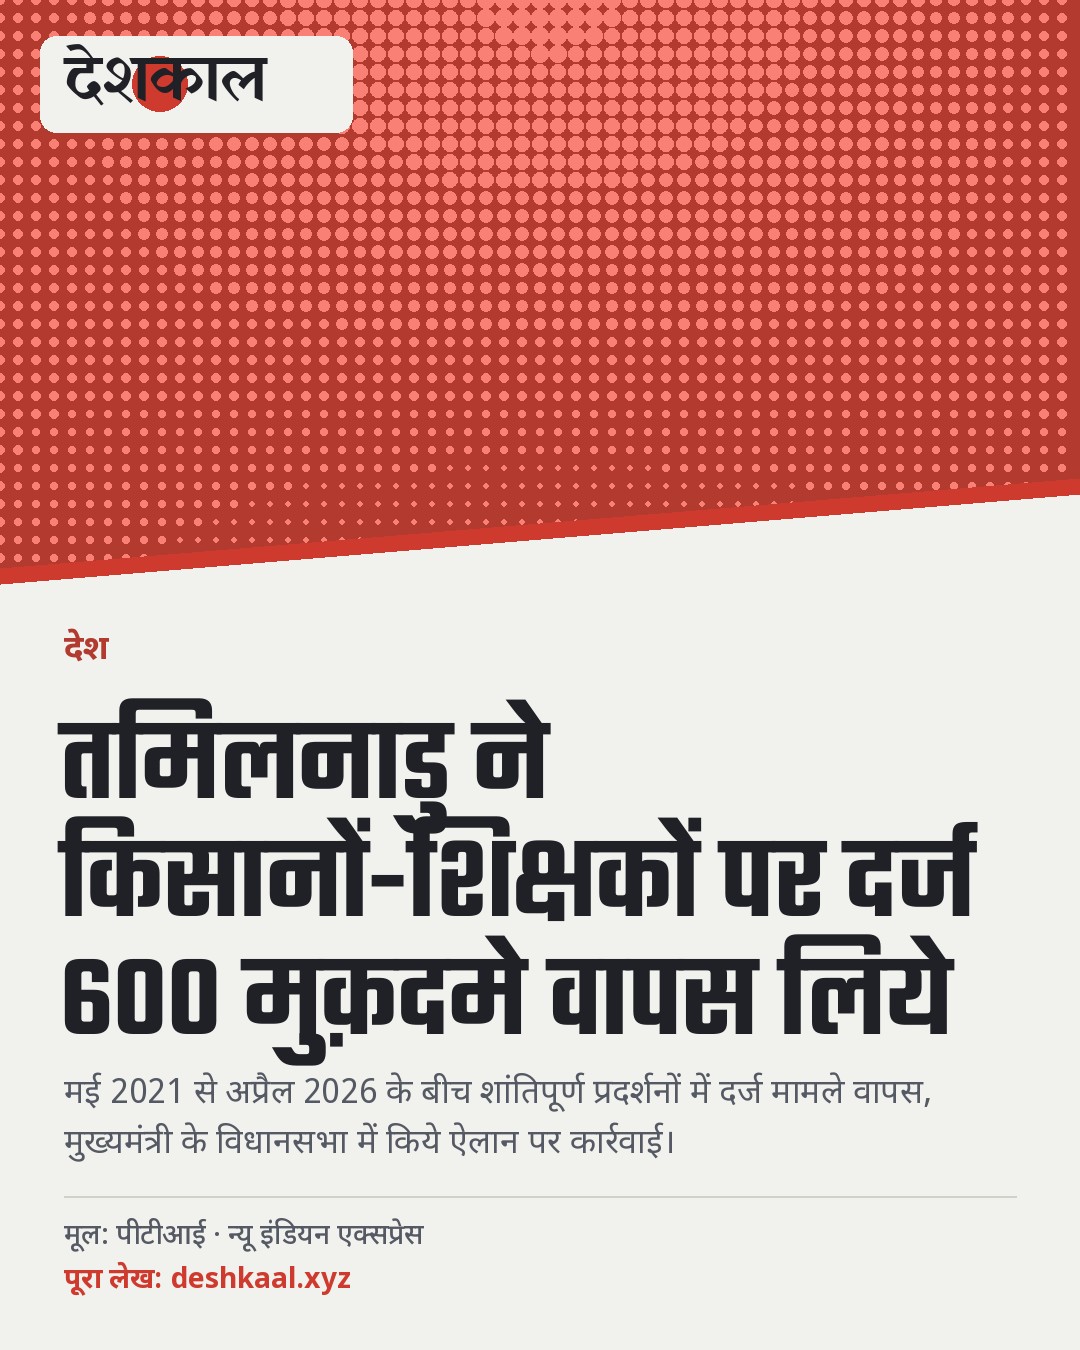 देशकाल
देश
तमिलनाडु ने
किसानों-शिक्षकों पर दर्ज
600 मुक़दमे वापस लिये
मई 2021 से अप्रैल 2026 के बीच शांतिपूर्ण प्रदर्शनों में दर्ज मामले वापस,
मुख्यमंत्री के विधानसभा में किये ऐलान पर कार्रवाई।
मूल: पीटीआई · न्यू इंडियन एक्सप्रेस
पूरा लेख: deshkaal.xyz